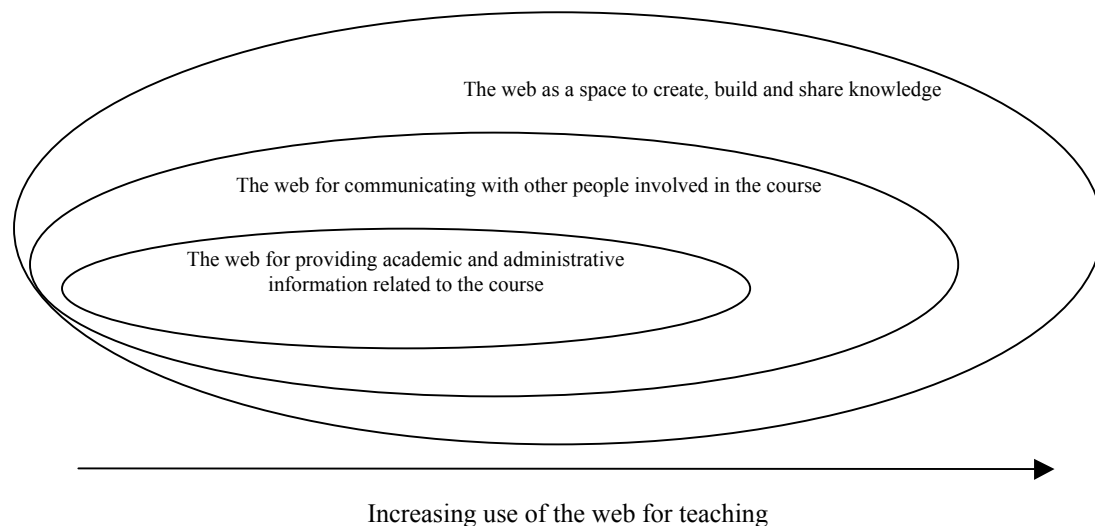 The web as a space to create, build and share knowledge
The web for communicating with other people involved in the course
The web for providing academic and administrative
information related to the course
Increasing use of the web for teaching